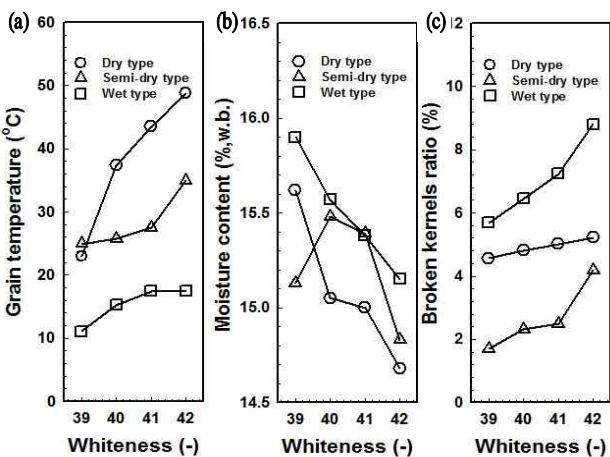 (a)
60
50
40
30
20
10
0
Dry type
Semi-dry type
Wet type
Grain temperature (°C)
39 40 41 42
Whiteness (-)
(b)
16.5
16.0
15.5
15.0
14.5
Dry type
Semi-dry type
Wet type
Moisture content (%,w.b.)
39 40 41 42
Whiteness (-)
(c)
12
10
8
6
4
2
0
Dry type
Semi-dry type
Wet type
Broken kernels ratio (%)
39 40 41 42
Whiteness (-)